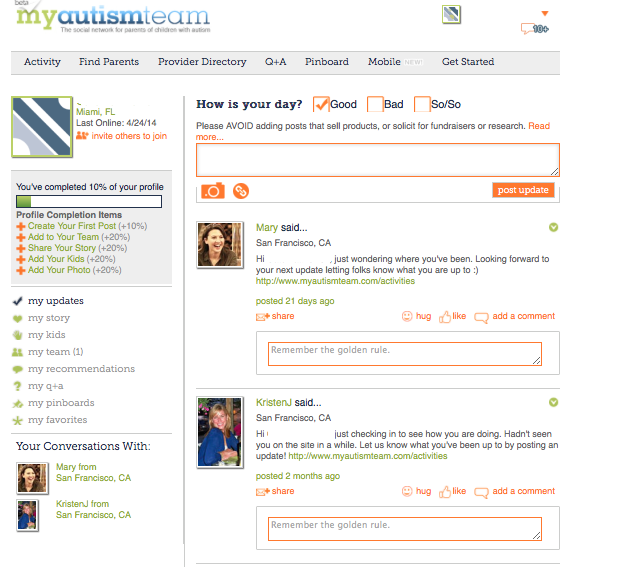 beta
myautismteam
The social network for parents of children with autism
10+
Activity Find Parents Provider Directory Q+A Pinboard Mobile NEW! Get Started
Miami, FL
Last Online: 4/24/14
invite others to join
You've completed 10% of your profile
Profile Completion Items
Create Your First Post (+10%)
Add to Your Team (+20%)
Share Your Story (+20%)
Add Your Kids (+20%)
Add Your Photo (+20%)
my updates
my story
my kids
my team (1)
my recommendations
my q+a
my pinboards
my favorites
Your Conversations With:
Mary from
San Francisco, CA
KristenJ from
San Francisco, CA
How is your day? Good Bad So/So
Please AVOID adding posts that sell products, or solicit for fundraisers or research. Read
more...
post update
Mary said...
San Francisco, CA
Hi , just wondering where you've been. Looking forward to
your next update letting folks know what you are up to :)
http://www.myautismteam.com/activities
posted 21 days ago
share hug like add a comment
Remember the golden rule.
KristenJ said...
San Francisco, CA
Hi just checking in to see how you are doing. Hadn't seen
you on the site in a while. Let us know what you've been up to by posting an
update! http://www.myautismteam.com/activities
posted 2 months ago
share hug like add a comment
Remember the golden rule.